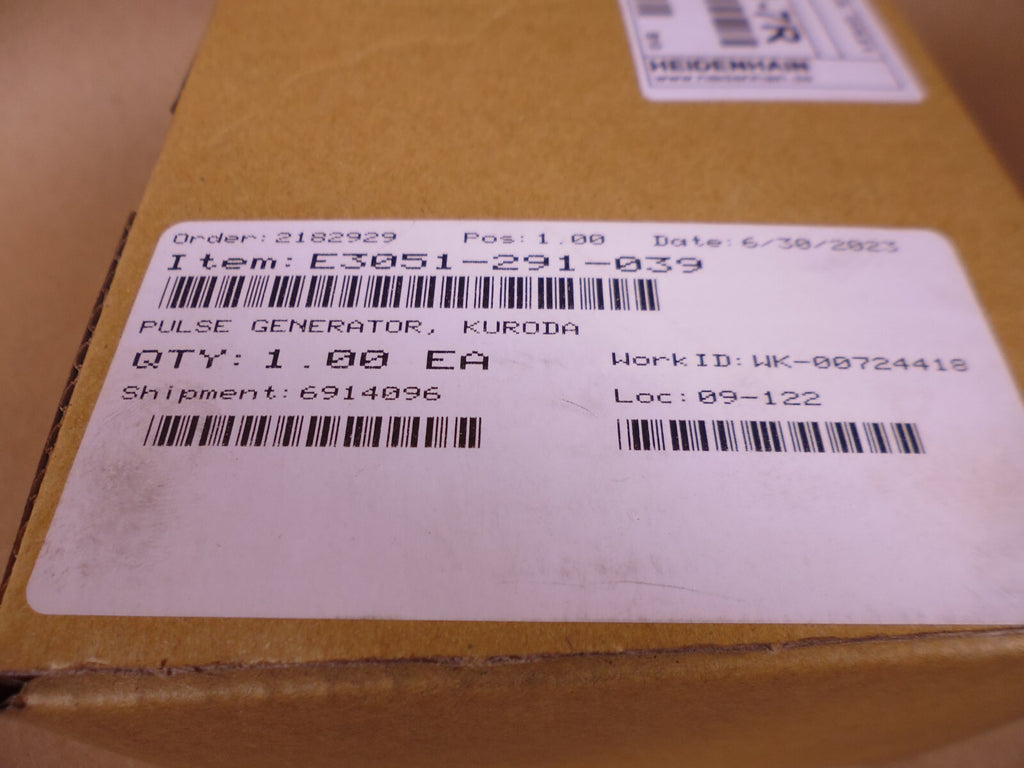 -7R
HEIDENHAIN
Order: 2182929 Pos: 1.00 Date: 6/30/2023
Item: E3051-291-039
PULSE GENERATOR, KURODA
QTY: 1.00 EA WorkID: WK-00724418
Shipment: 6914096 Loc: 09-122